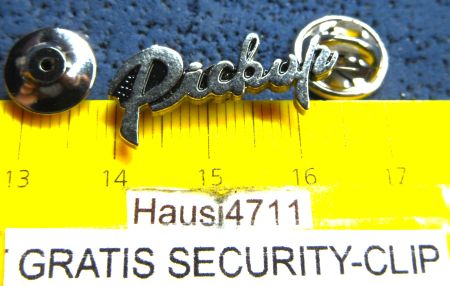 Pickup
13 14 15 16 17
Hausi4711
GRATIS SECURITY-CLIP